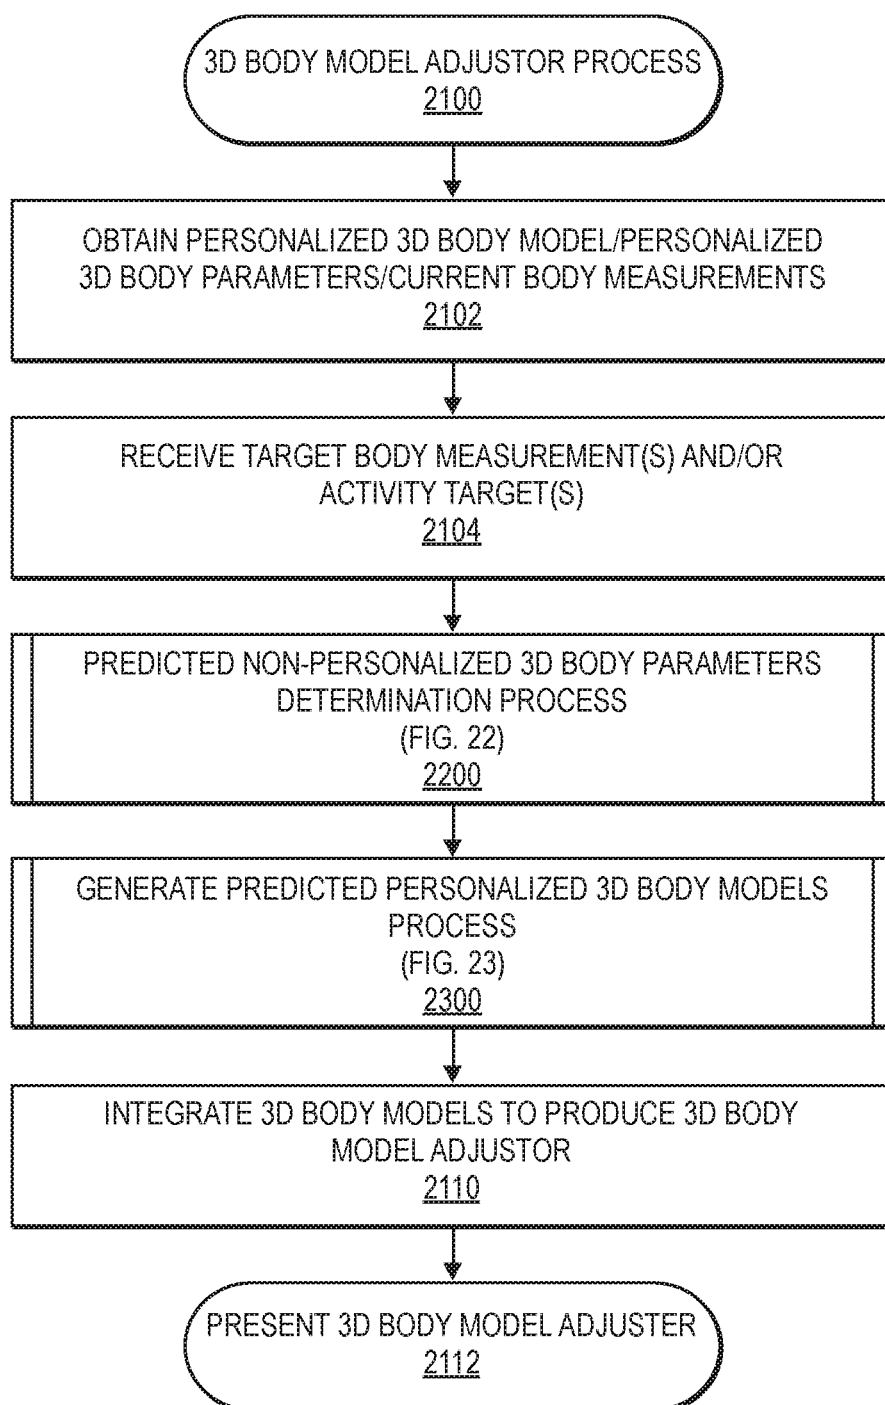 3D BODY MODEL ADJUSTOR PROCESS
2100
OBTAIN PERSONALIZED 3D BODY MODEL/PERSONALIZED
3D BODY PARAMETERS/CURRENT BODY MEASUREMENTS
2102
RECEIVE TARGET BODY MEASUREMENT(S) AND/OR
ACTIVITY TARGET(S)
2104
PREDICTED NON-PERSONALIZED 3D BODY PARAMETERS
DETERMINATION PROCESS
(FIG. 22)
2200
GENERATE PREDICTED PERSONALIZED 3D BODY MODELS
PROCESS
(FIG. 23)
2300
INTEGRATE 3D BODY MODELS TO PRODUCE 3D BODY
MODEL ADJUSTOR
2110
PRESENT 3D BODY MODEL ADJUSTER
2112